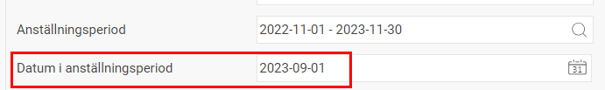 Anställningsperiod 2022-11-01 - 2023-11-30
Datum i anställningsperiod 2023-09-01